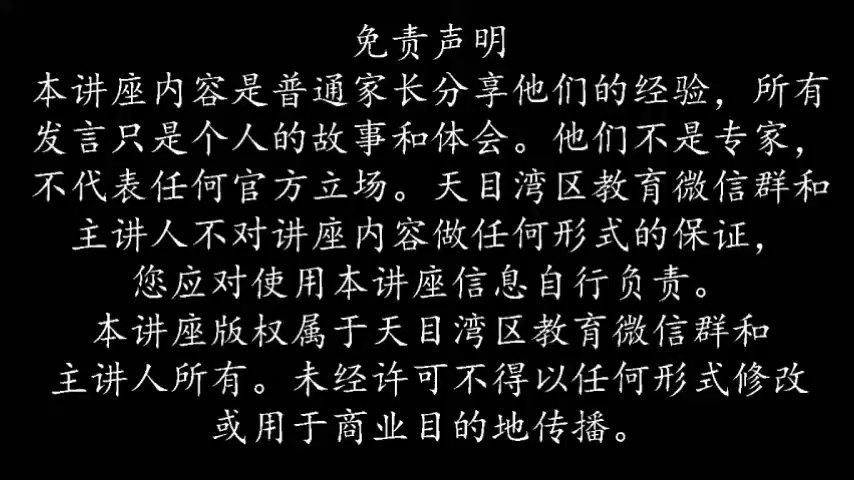 免责声明
本讲座内容是普通家长分享他们的经验，所有
发言只是个人的故事和体会。他们不是专家，
不代表任何官方立场。天目湾区教育微信群和
主讲人不对讲座内容做任何形式的保证，
您应对使用本讲座信息自行负责。
本讲座版权属于天目湾区教育微信群和
主讲人所有。未经许可不得以任何形式修改
或用于商业目的地传播。